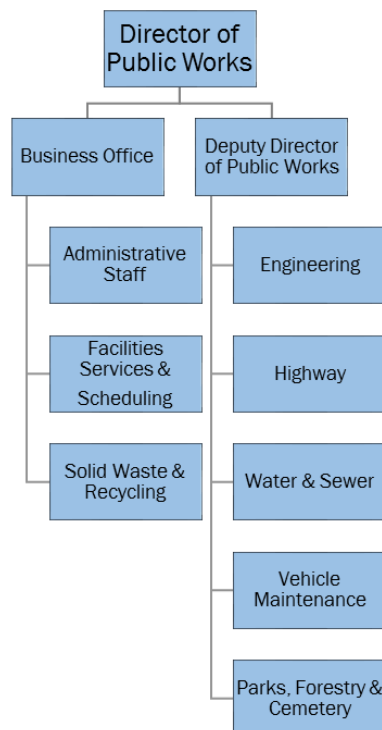 Director of
Public Works
Business Office
Deputy Director
of Public Works
Administrative
Staff
Facilities
Services &
Scheduling
Solid Waste &
Recycling
Engineering
Highway
Water & Sewer
Vehicle
Maintenance
Parks, Forestry &
Cemetery